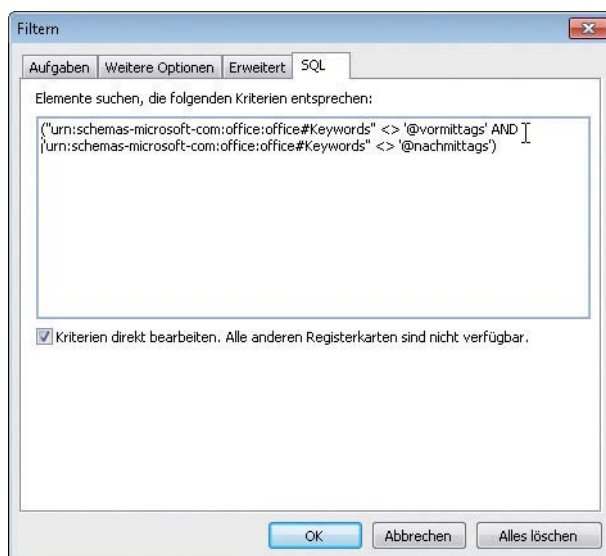 Filtern
Aufgaben Weitere Optionen Erweitert SQL
Elemente suchen, die folgenden Kriterien entsprechen:
("urn:schemas-microsoft-com:office:office#Keywords" <> '@vormittags' AND
"urn:schemas-microsoft-com:office:office#Keywords" <> '@nachmittags')
Kriterien direkt bearbeiten. Alle anderen Registerkarten sind nicht verfügbar.
OK Abbrechen Alles löschen